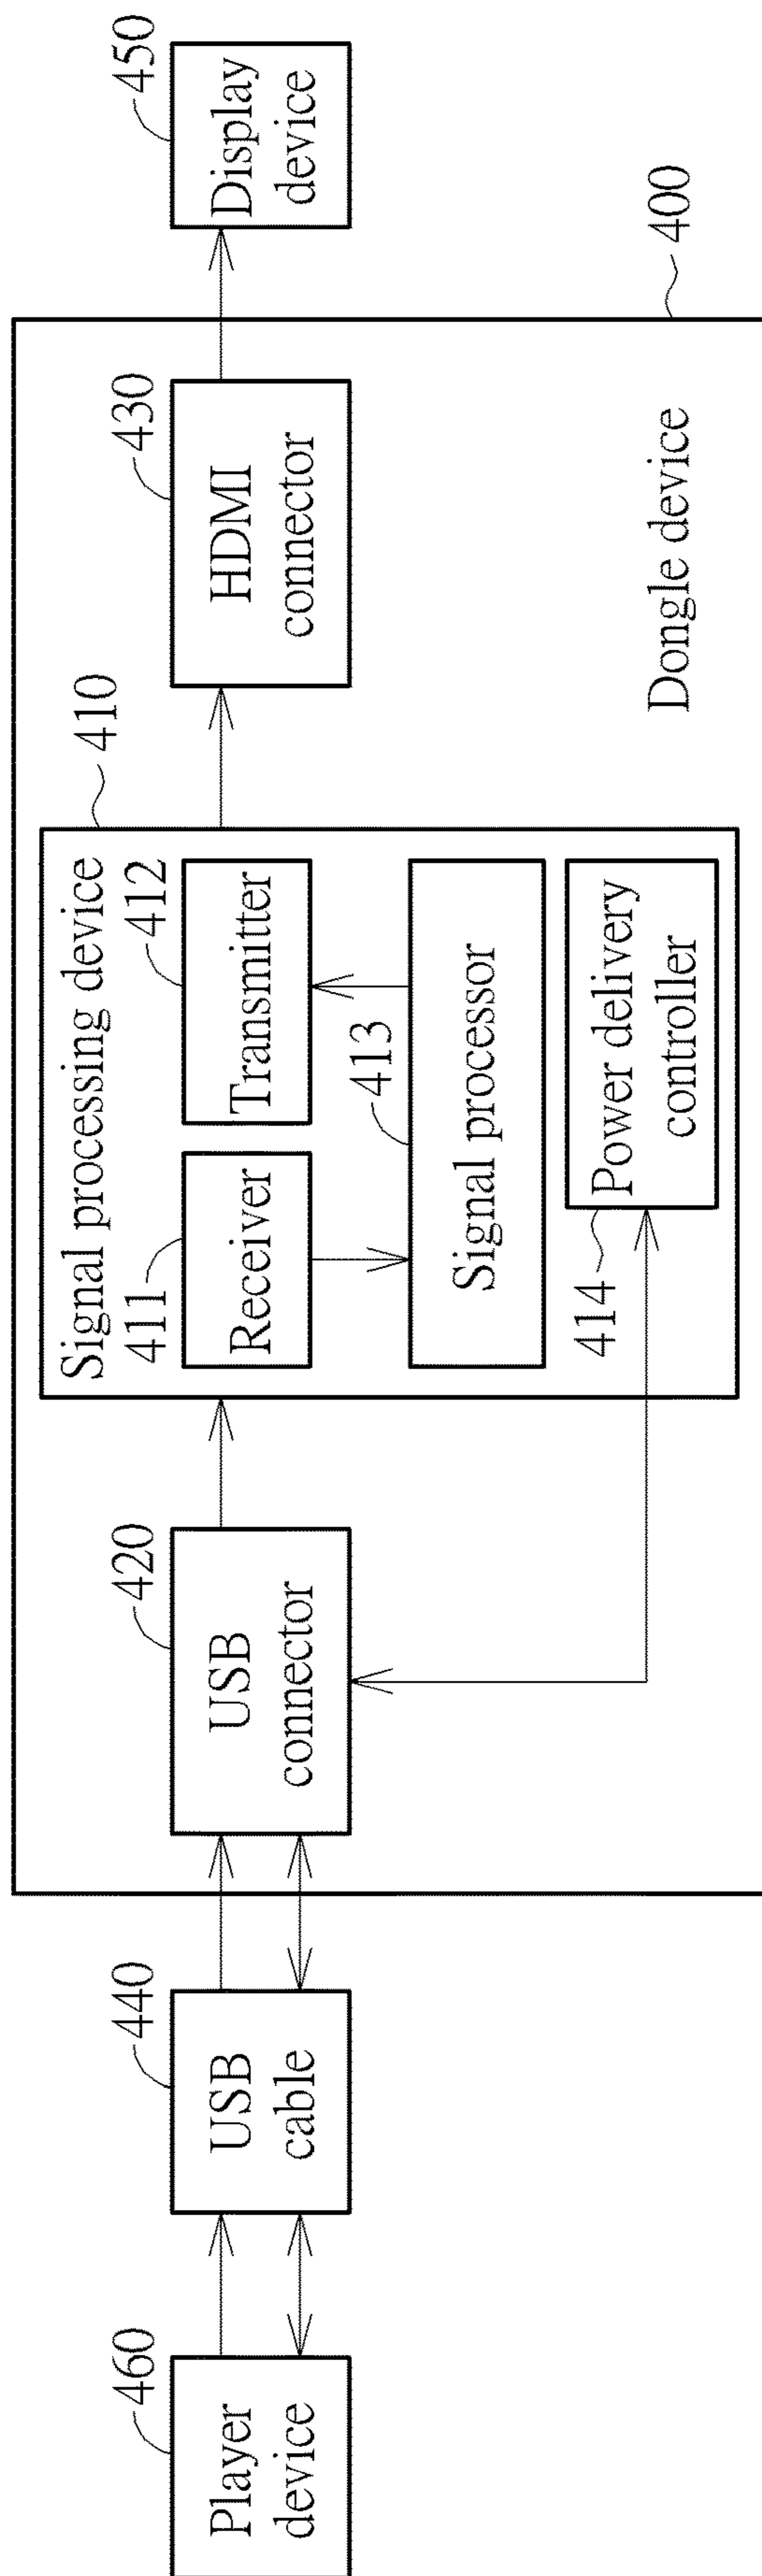 460
Player
device
440
USB
cable
420
USB
connector
Signal processing device
410
411
Receiver
412
Transmitter
413
Signal processor
414
Power delivery
controller
430
HDMI
connector
Dongle device
400
450
Display
device